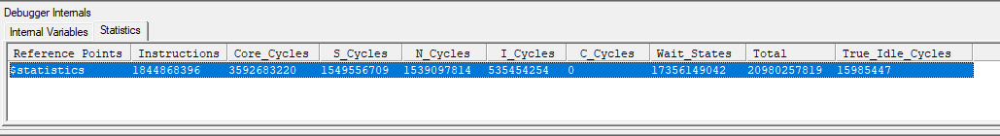 Debugger Internals
Internal Variables Statistics
Reference Points Instructions Core_Cycles S_Cycles N_Cycles I_Cycles C_Cycles Wait_States Total True_Idle_Cycles
$statistics 1844868396 3592683220 1549556709 1539097814 535454254 0 17356149042 20980257819 15985447